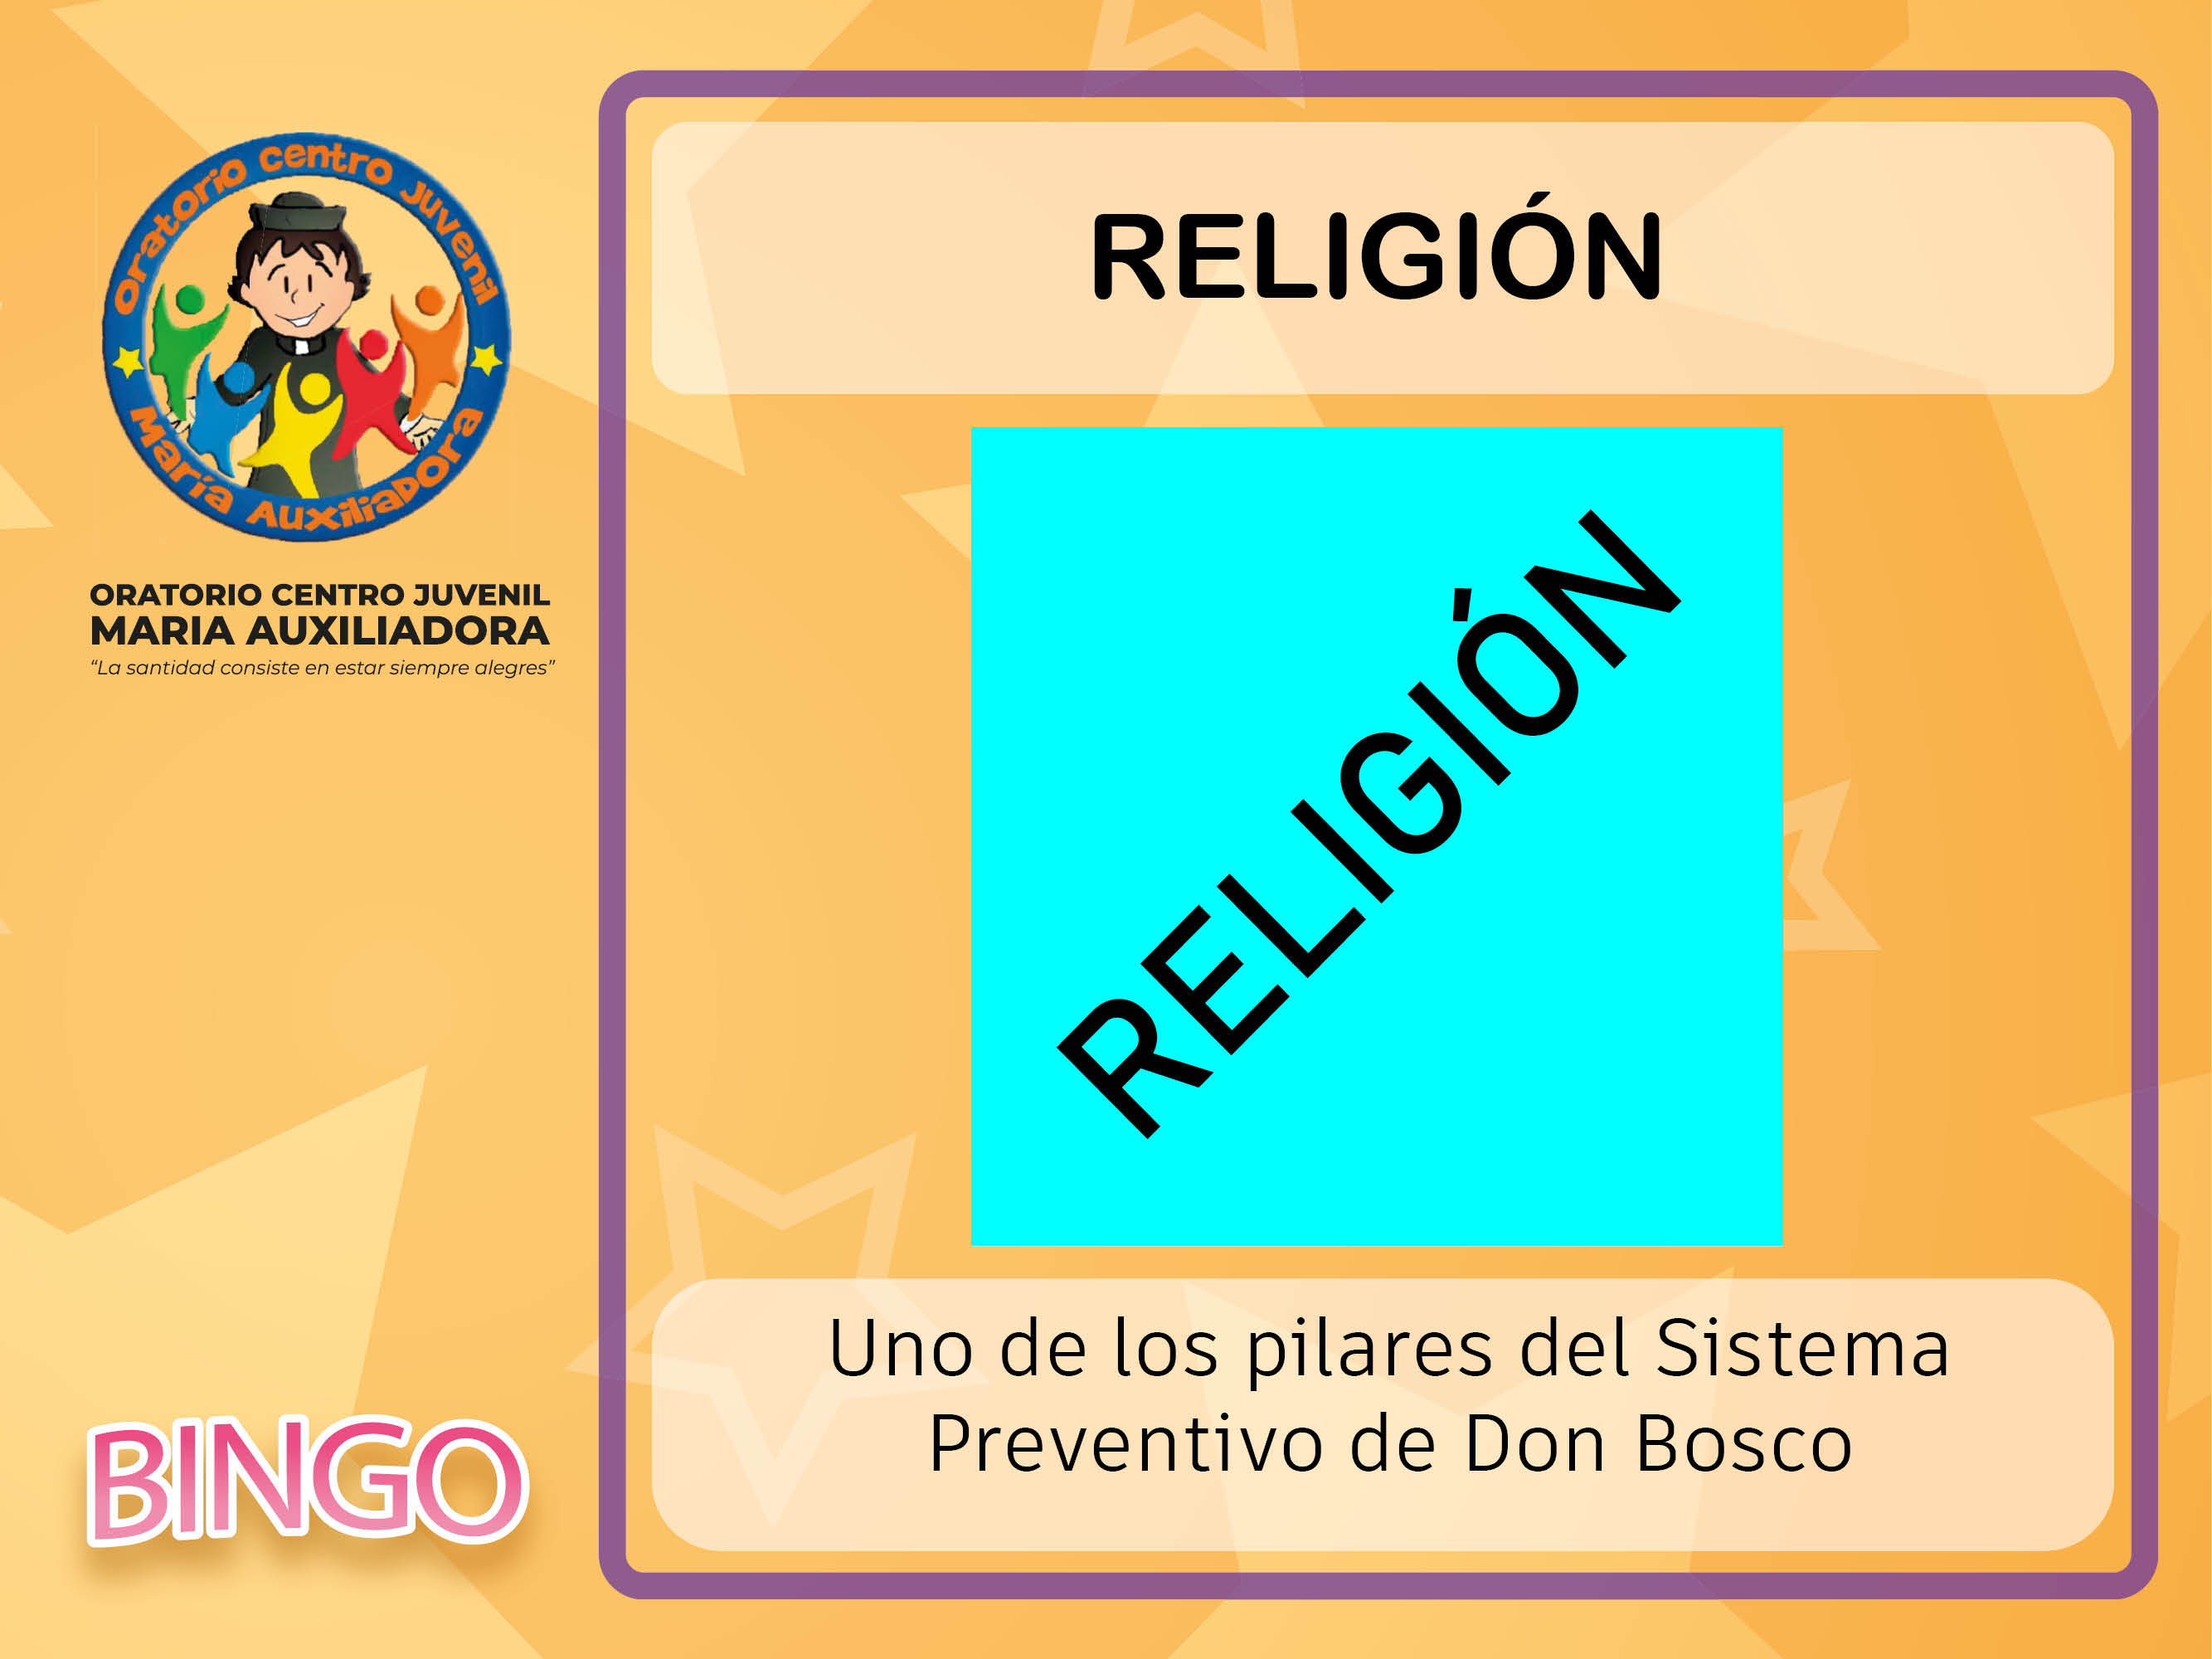 Oratorio Centro Juvenil
María Auxiliadora
ORATORIO CENTRO JUVENIL
MARIA AUXILIADORA
“La santidad consiste en estar siempre alegres”
BINGO
RELIGIÓN
RELIGIÓN
Uno de los pilares del Sistema
Preventivo de Don Bosco